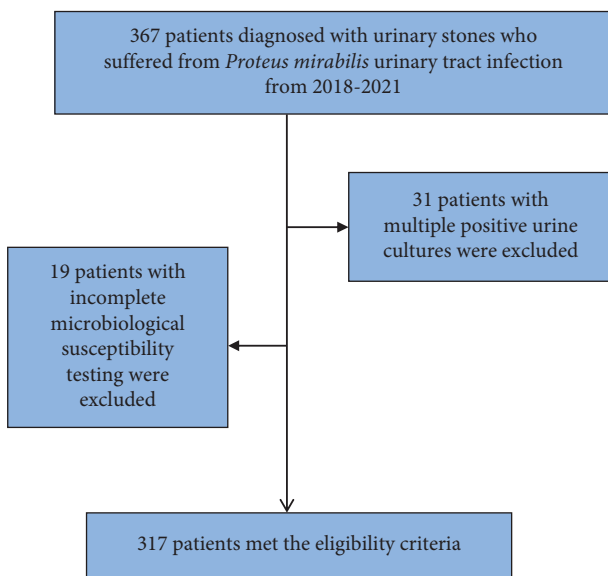 367 patients diagnosed with urinary stones who
suffered from Proteus mirabilis urinary tract infection
from 2018-2021
31 patients with
multiple positive urine
cultures were excluded
19 patients with
incomplete
microbiological
susceptibility
testing were
excluded
317 patients met the eligibility criteria